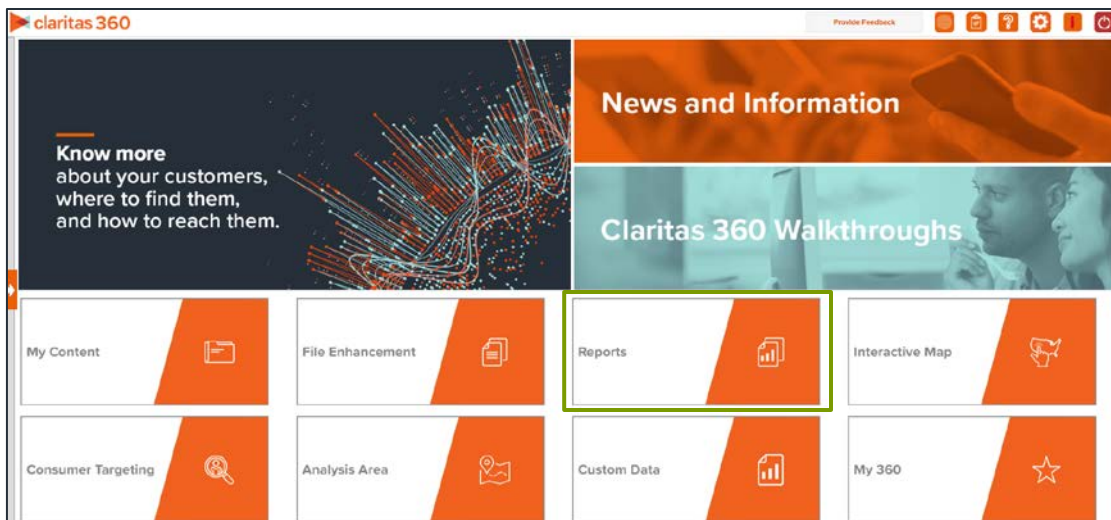 claritas 360
Provide Feedback
Know more
about your customers,
where to find them,
and how to reach them.
News and Information
Claritas 360 Walkthroughs
My Content
File Enhancement
Reports
Interactive Map
Consumer Targeting
Analysis Area
Custom Data
My 360